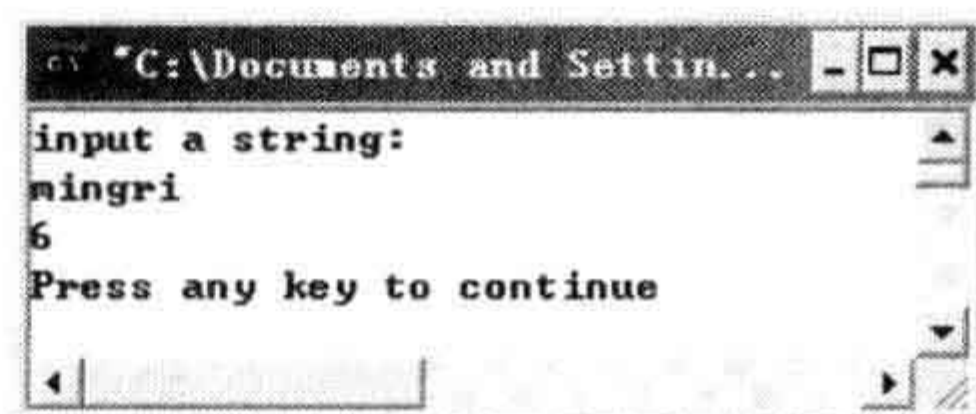 "C:\Documents and Settin...
input a string:
mingri
6
Press any key to continue